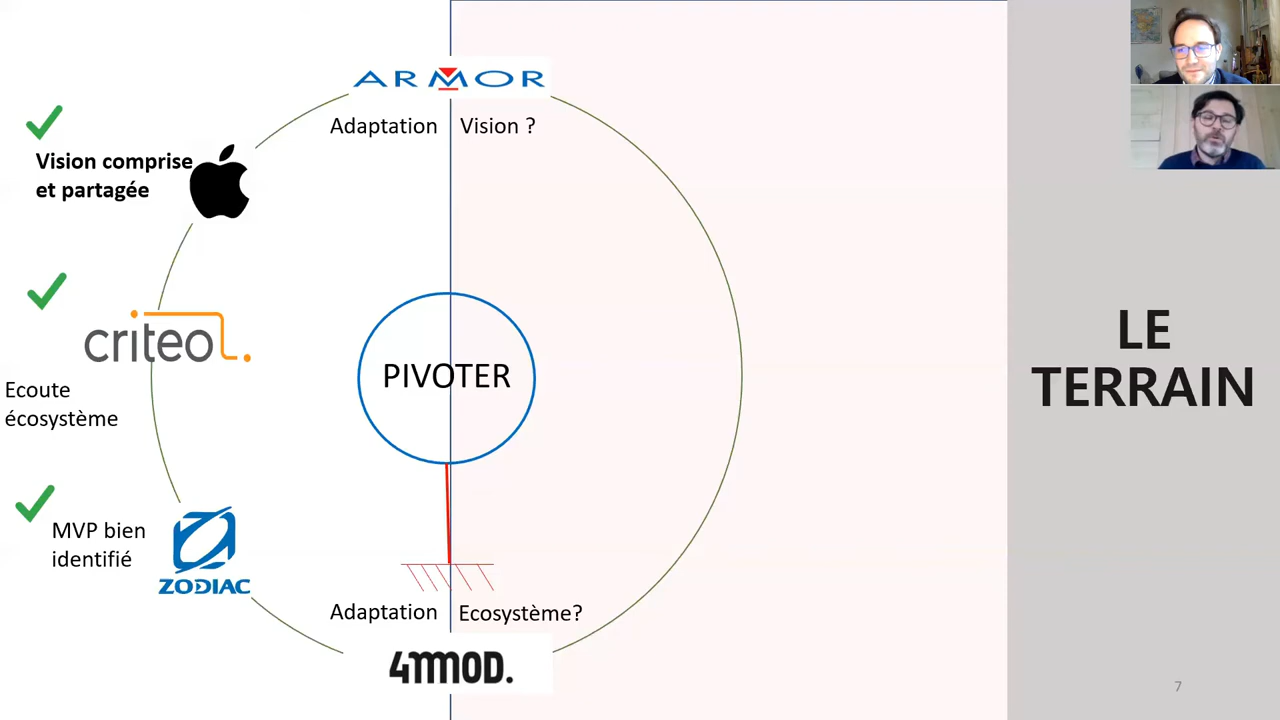 ARMOR
Adaptation
Vision ?
Vision comprise
et partagée
criteo.
Ecoute
écosystème
PIVOTER
LE
TERRAIN
MVP bien
identifié
ZODIAC
Adaptation
Ecosystème?
4MMOD.
7